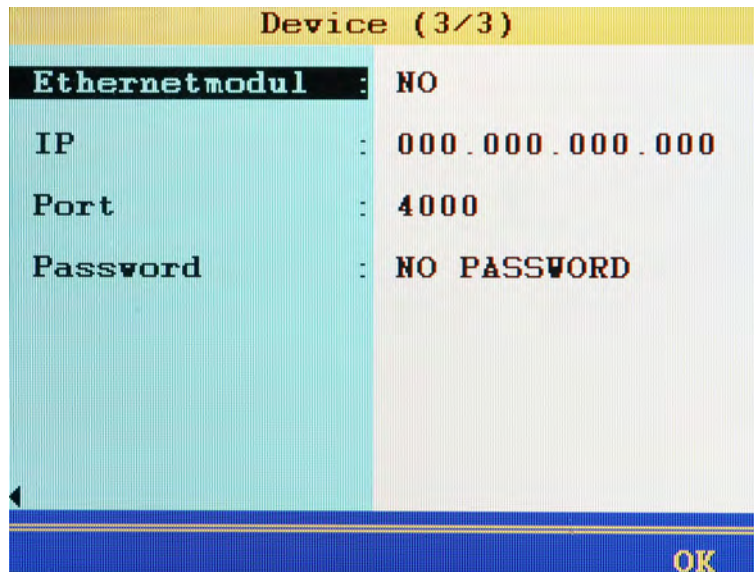 Device (3/3)
Ethernetmodul : NO
IP : 000.000.000.000
Port : 4000
Password : NO PASSWORD
OK